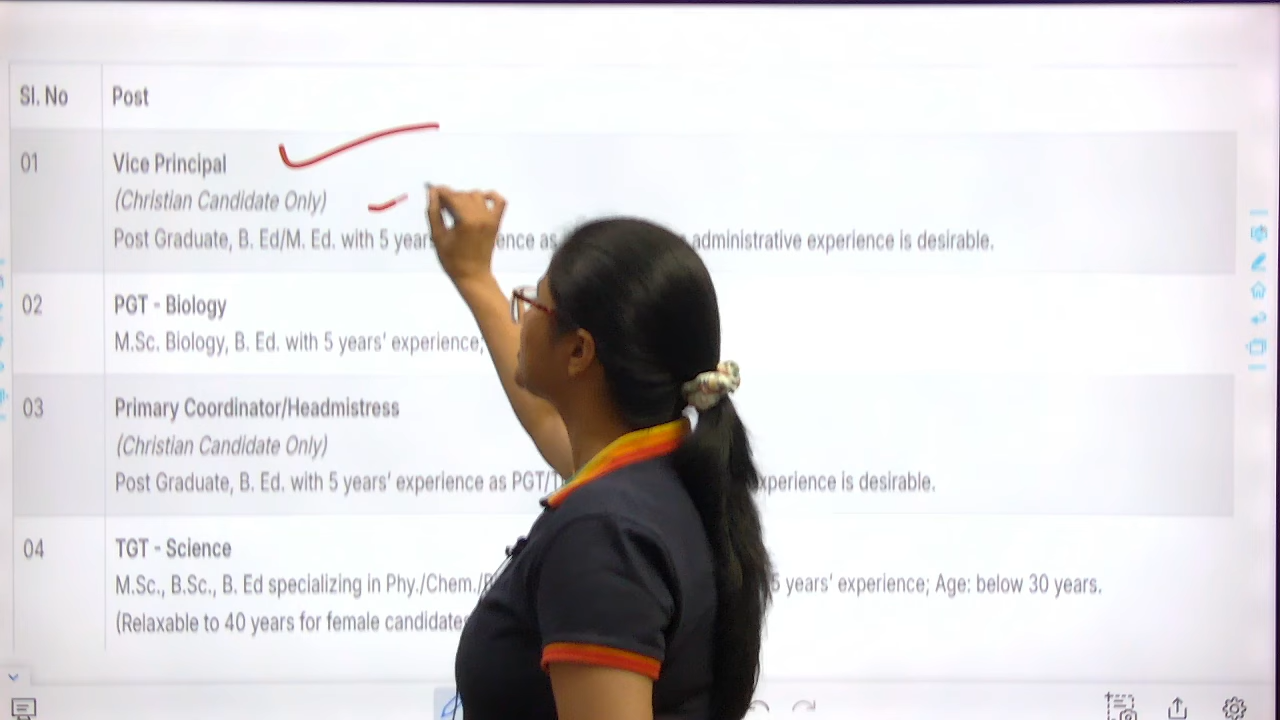 Sl. No
Post
01
Vice Principal
(Christian Candidate Only)
Post Graduate, B. Ed/M. Ed. with 5 years as administrative experience is desirable.
02
PGT - Biology
M.Sc. Biology, B. Ed. with 5 years' experience;
03
Primary Coordinator/Headmistress
(Christian Candidate Only)
Post Graduate, B. Ed. with 5 years' experience as PGT/ experience is desirable.
04
TGT - Science
M.Sc., B.Sc., B. Ed specializing in Phy./Chem./ 5 years' experience; Age: below 30 years.
(Relaxable to 40 years for female candidates